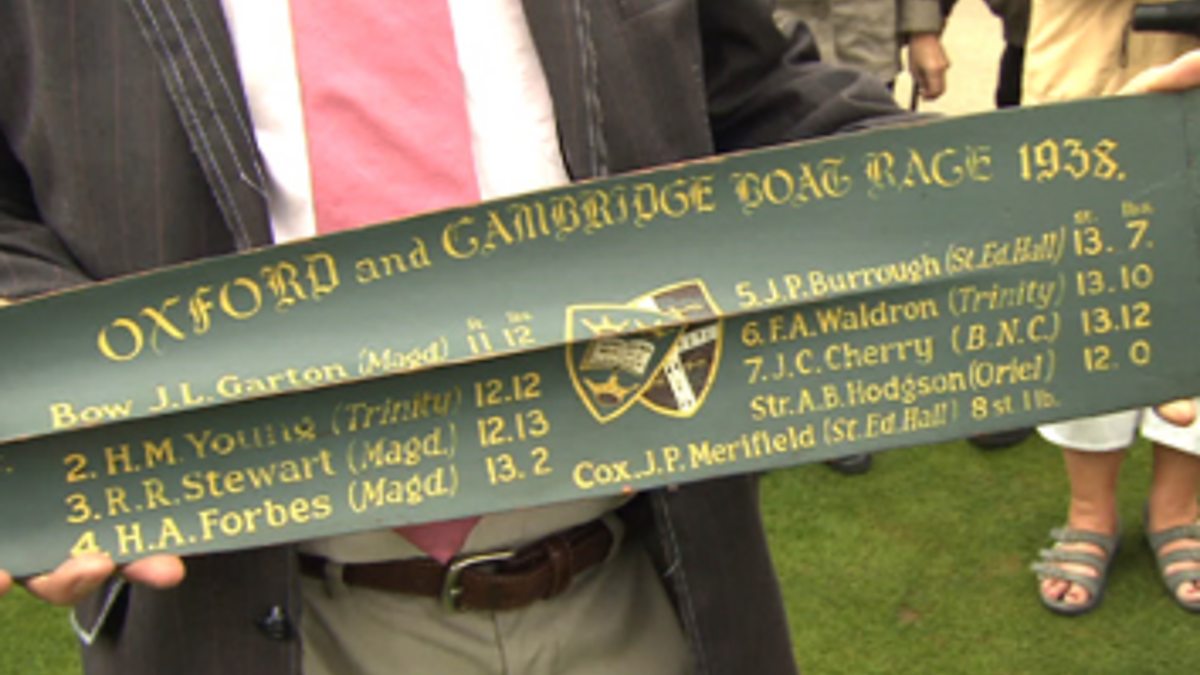 OXFORD and CAMBRIDGE BOAT RACE 1938.
st lbs
Bow J.L. Garton (Magd) 11 12
2. H.M. Young (Trinity) 12.12
3. R.R. Stewart (Magd.) 12.13
4. H.A. Forbes (Magd.) 13. 2
st. lbs.
5. J.P. Burrough (St. Ed. Hall) 13. 7.
6. F.A. Waldron (Trinity) 13.10
7. J.C. Cherry (B.N.C.) 13.12
Str. A.B. Hodgson (Oriel) 12. 0
Cox. J.P. Merifield (St. Ed. Hall) 8 st 1 lb.